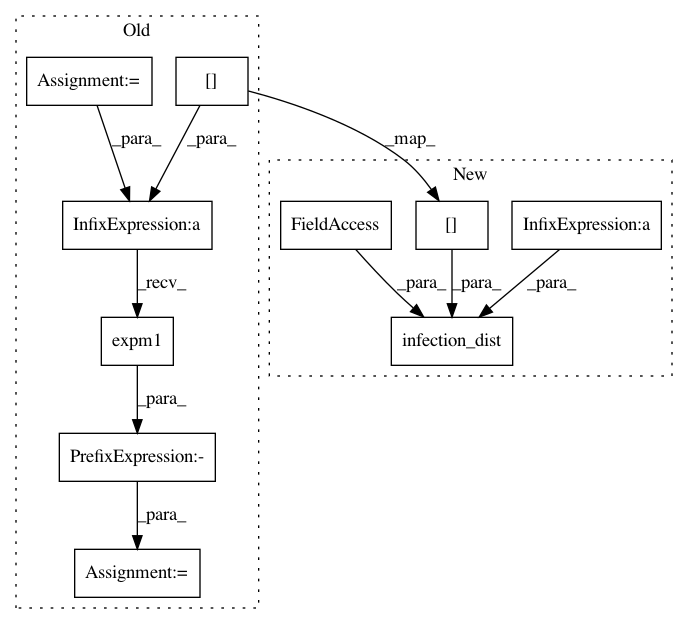 Old
Assignment:=
[]
_para_
_para_
_map_
New
InfixExpression:a
FieldAccess
[]
InfixExpression:a
_recv_
_para_
_para_
_para_
expm1
infection_dist
_para_
PrefixExpression:-
_para_
Assignment:=